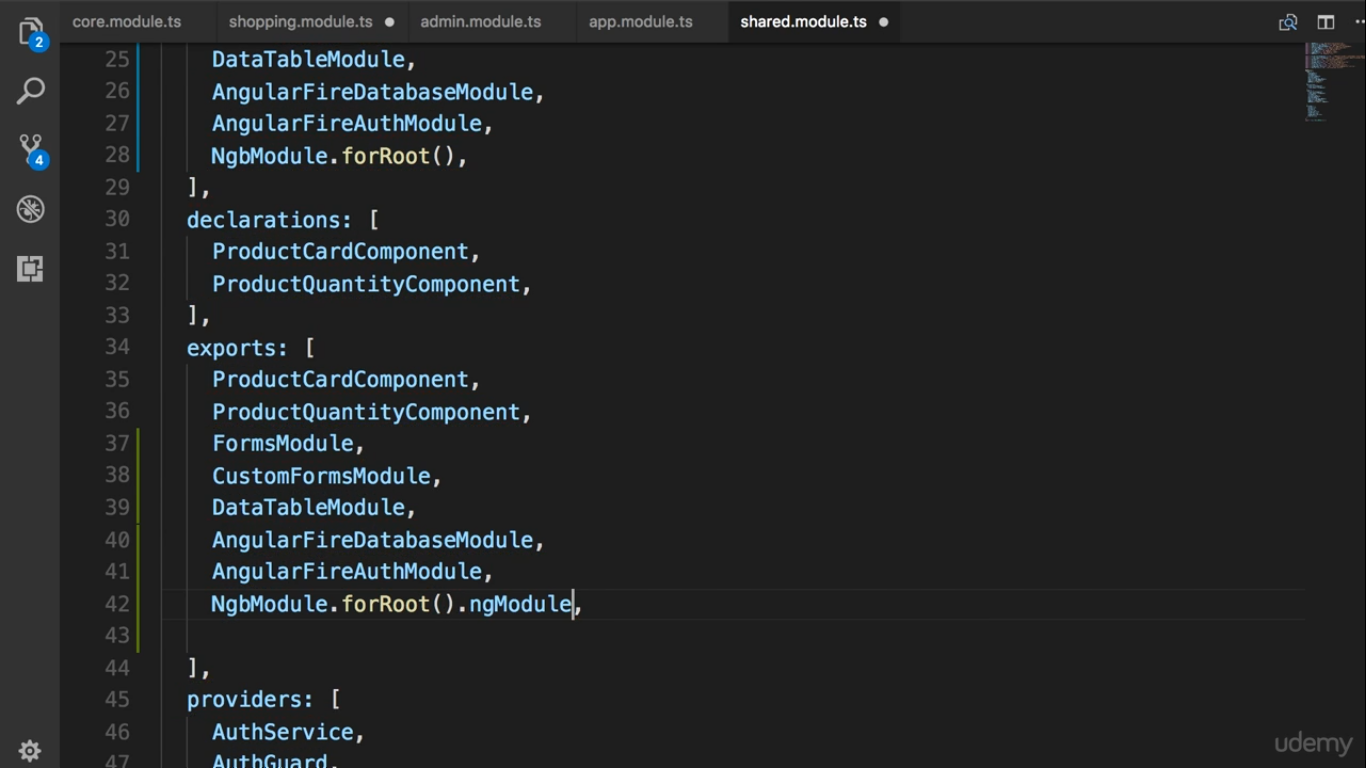 core.module.ts shopping.module.ts admin.module.ts app.module.ts shared.module.ts
2
4
25 DataTableModule,
26 AngularFireDatabaseModule,
27 AngularFireAuthModule,
28 NgbModule.forRoot(),
29 ],
30 declarations: [
31 ProductCardComponent,
32 ProductQuantityComponent,
33 ],
34 exports: [
35 ProductCardComponent,
36 ProductQuantityComponent,
37 FormsModule,
38 CustomFormsModule,
39 DataTableModule,
40 AngularFireDatabaseModule,
41 AngularFireAuthModule,
42 NgbModule.forRoot().ngModule,
43
44 ],
45 providers: [
46 AuthService,
47 AuthGuard,
udemy